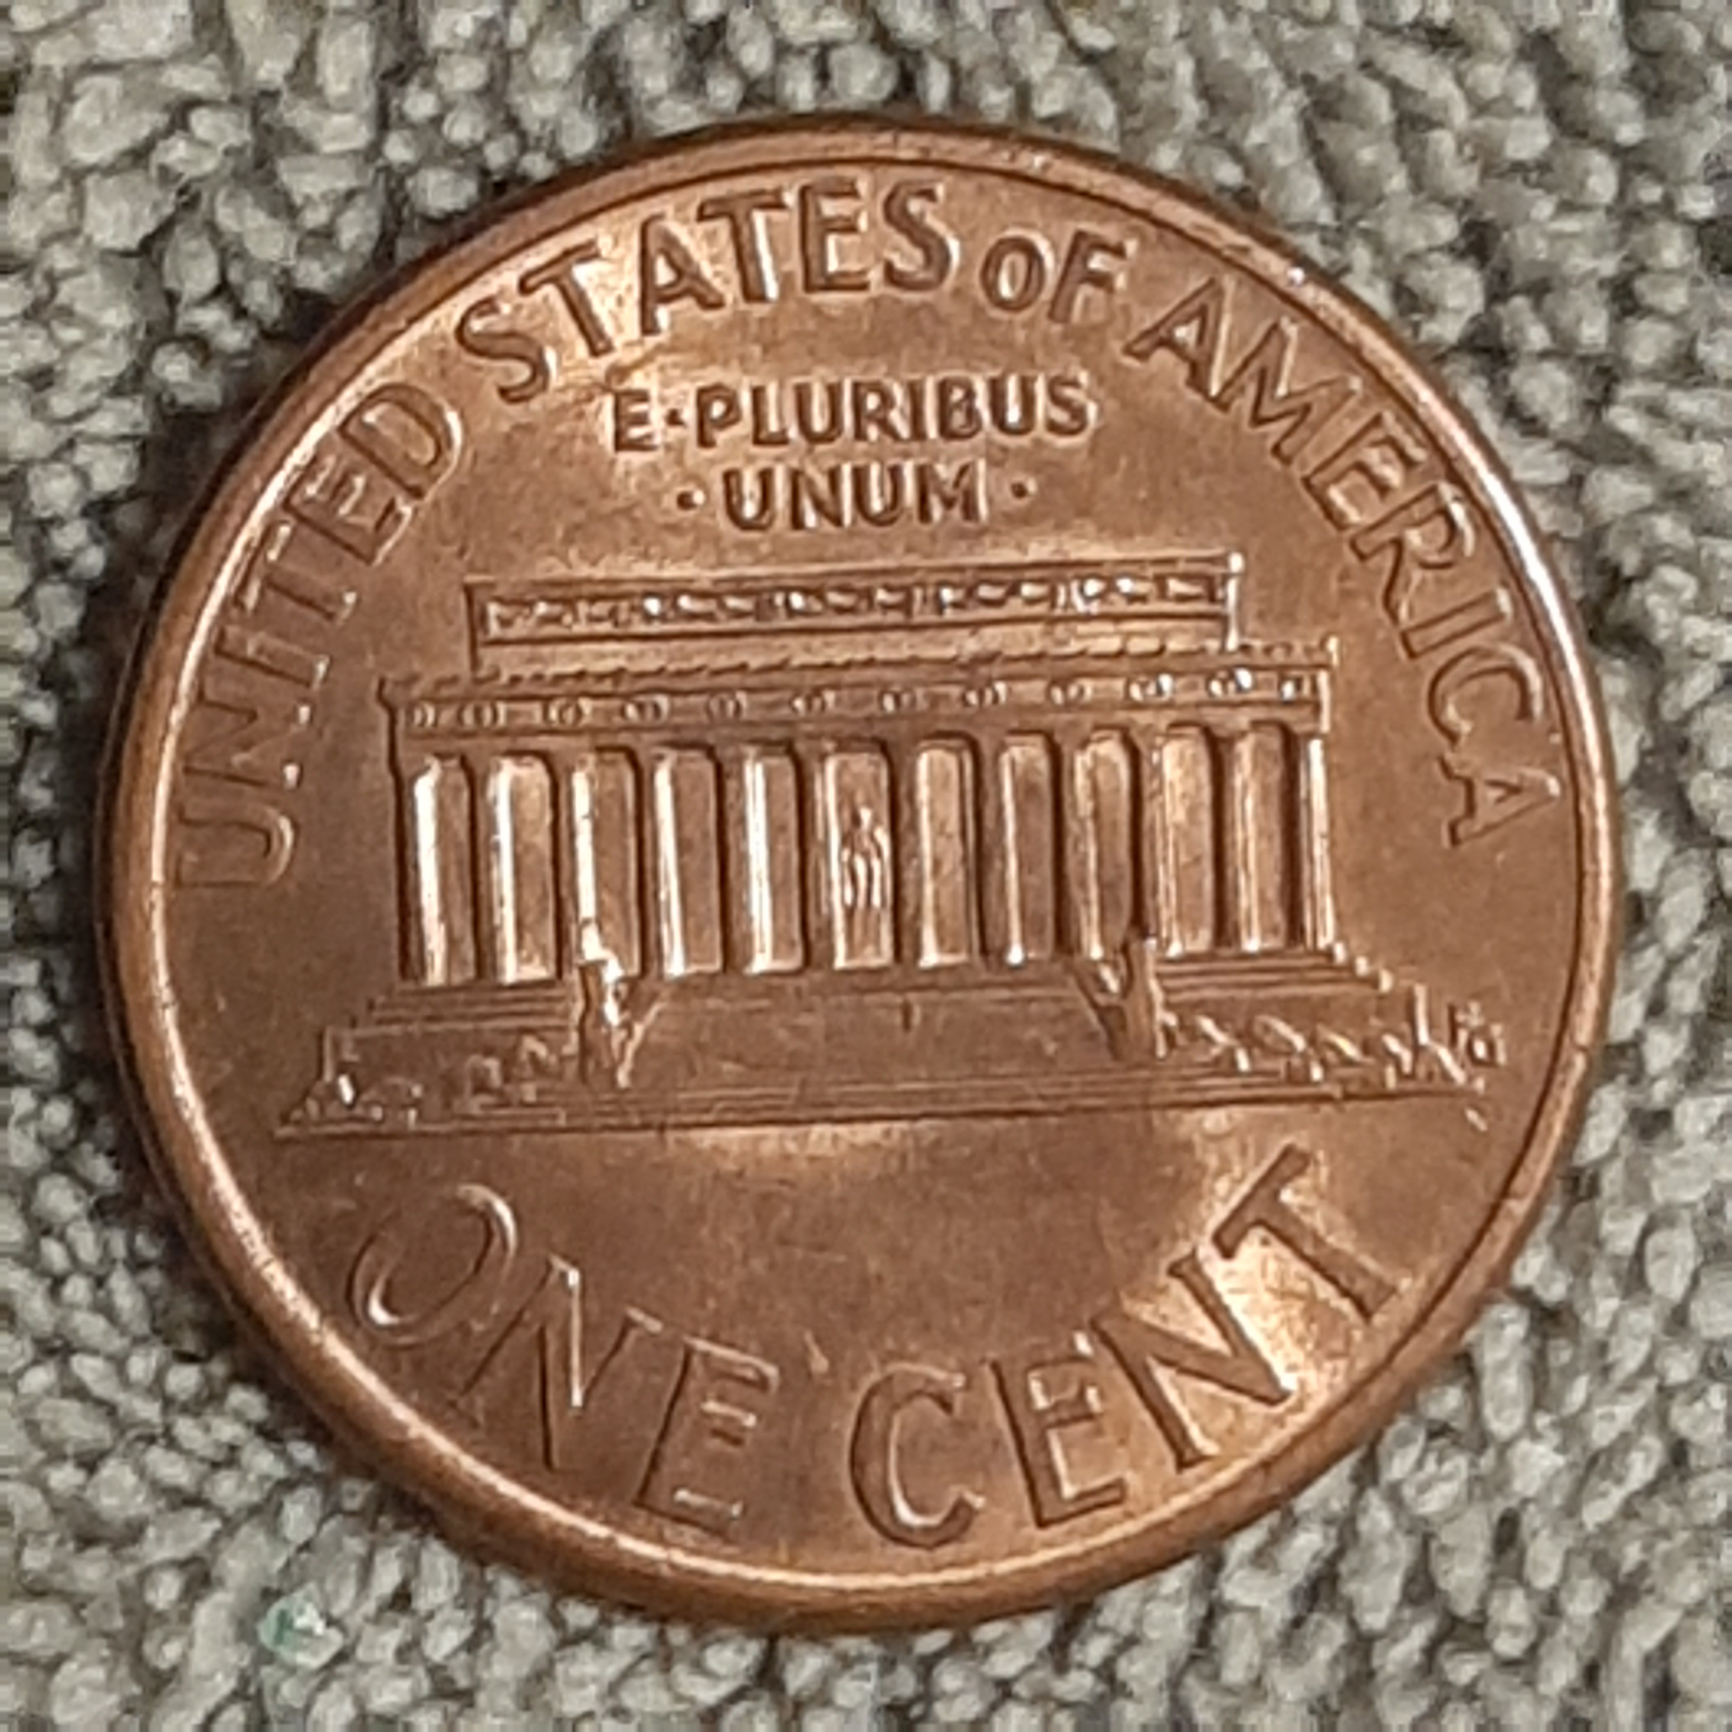 UNITED STATES OF AMERICA
E·PLURIBUS
·UNUM·
ONE CENT